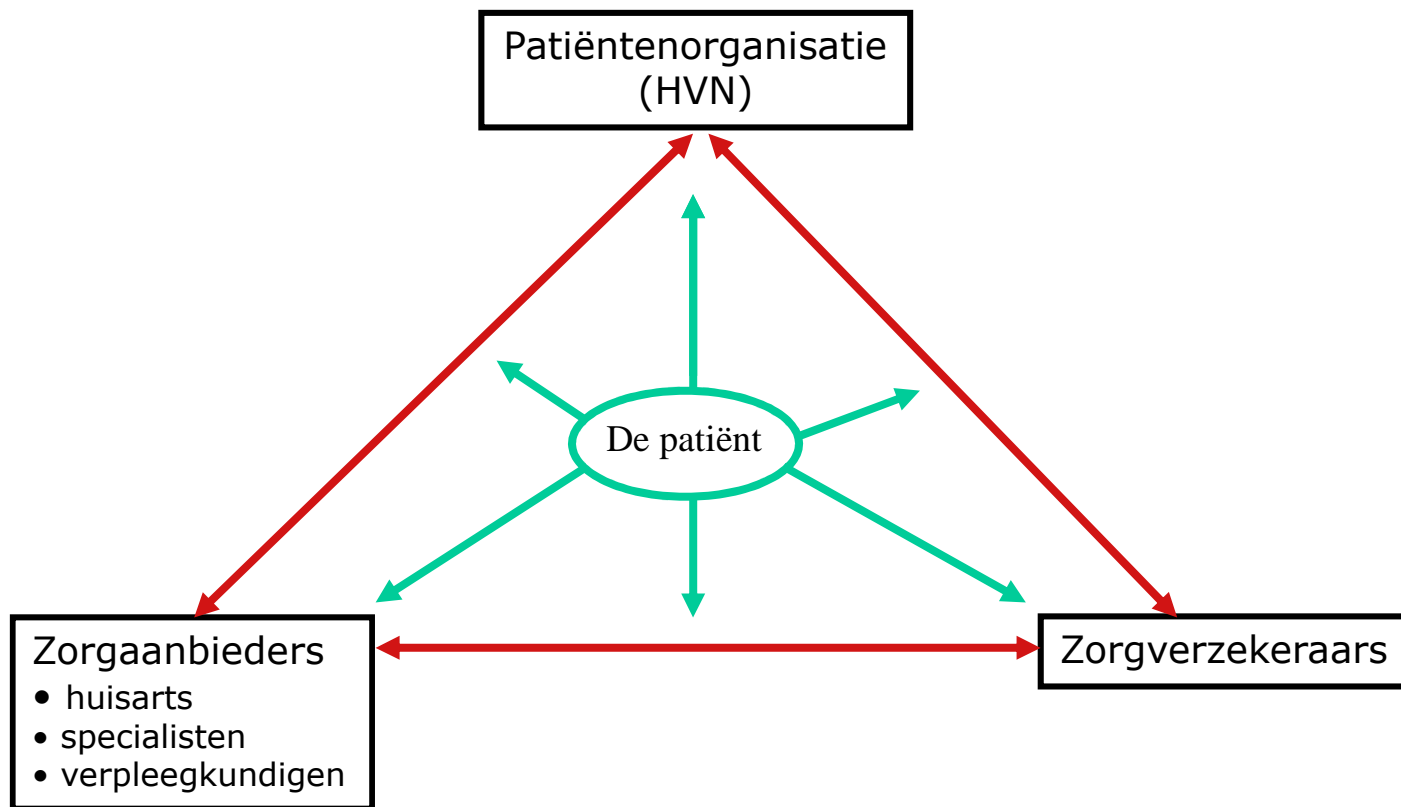 Patiëntenorganisatie
(HVN)
De patiënt
Zorgaanbieders
• huisarts
• specialisten
• verpleegkundigen
Zorgverzekeraars